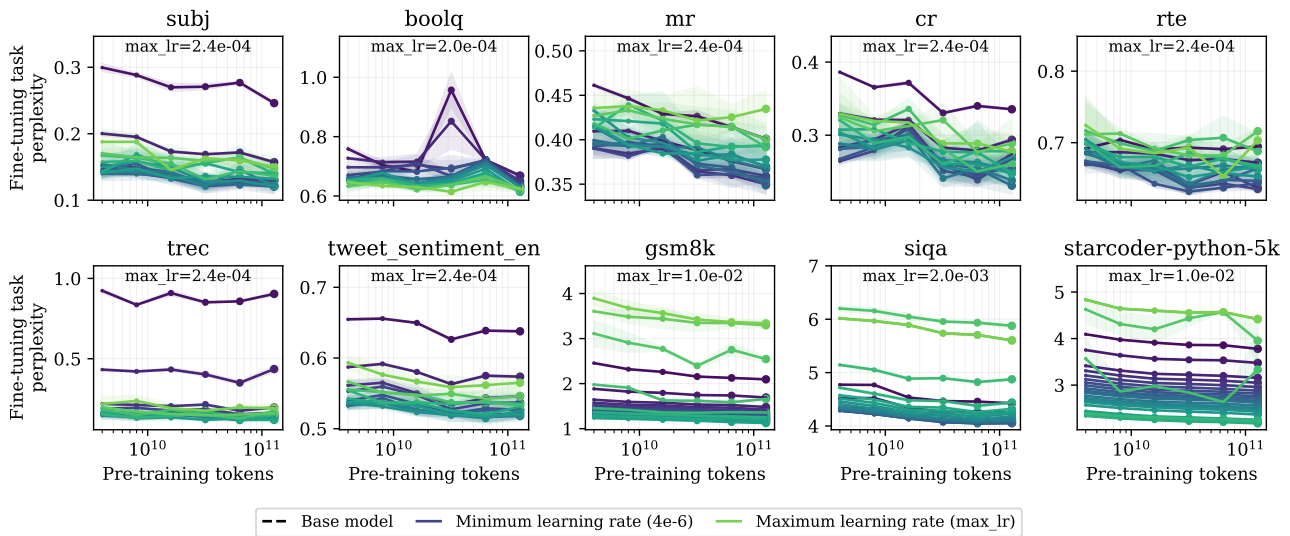 subj
boolq
mr
cr
rte
Fine-tuning task
perplexity
max_lr=2.4e-04
0.3
0.2
0.1
max_lr=2.0e-04
1.0
0.8
0.6
max_lr=2.4e-04
0.50
0.45
0.40
0.35
max_lr=2.4e-04
0.4
0.3
max_lr=2.4e-04
0.8
0.7
trec
tweet_sentiment_en
gsm8k
siqa
starcoder-python-5k
Fine-tuning task
perplexity
max_lr=2.4e-04
1.0
0.5
max_lr=2.4e-04
0.7
0.6
0.5
max_lr=1.0e-02
4
3
2
1
max_lr=2.0e-03
7
6
5
4
max_lr=1.0e-02
5
4
3
10^10 10^11
10^10 10^11
10^10 10^11
10^10 10^11
10^10 10^11
Pre-training tokens
Pre-training tokens
Pre-training tokens
Pre-training tokens
Pre-training tokens
Base model
Minimum learning rate (4e-6)
Maximum learning rate (max_lr)